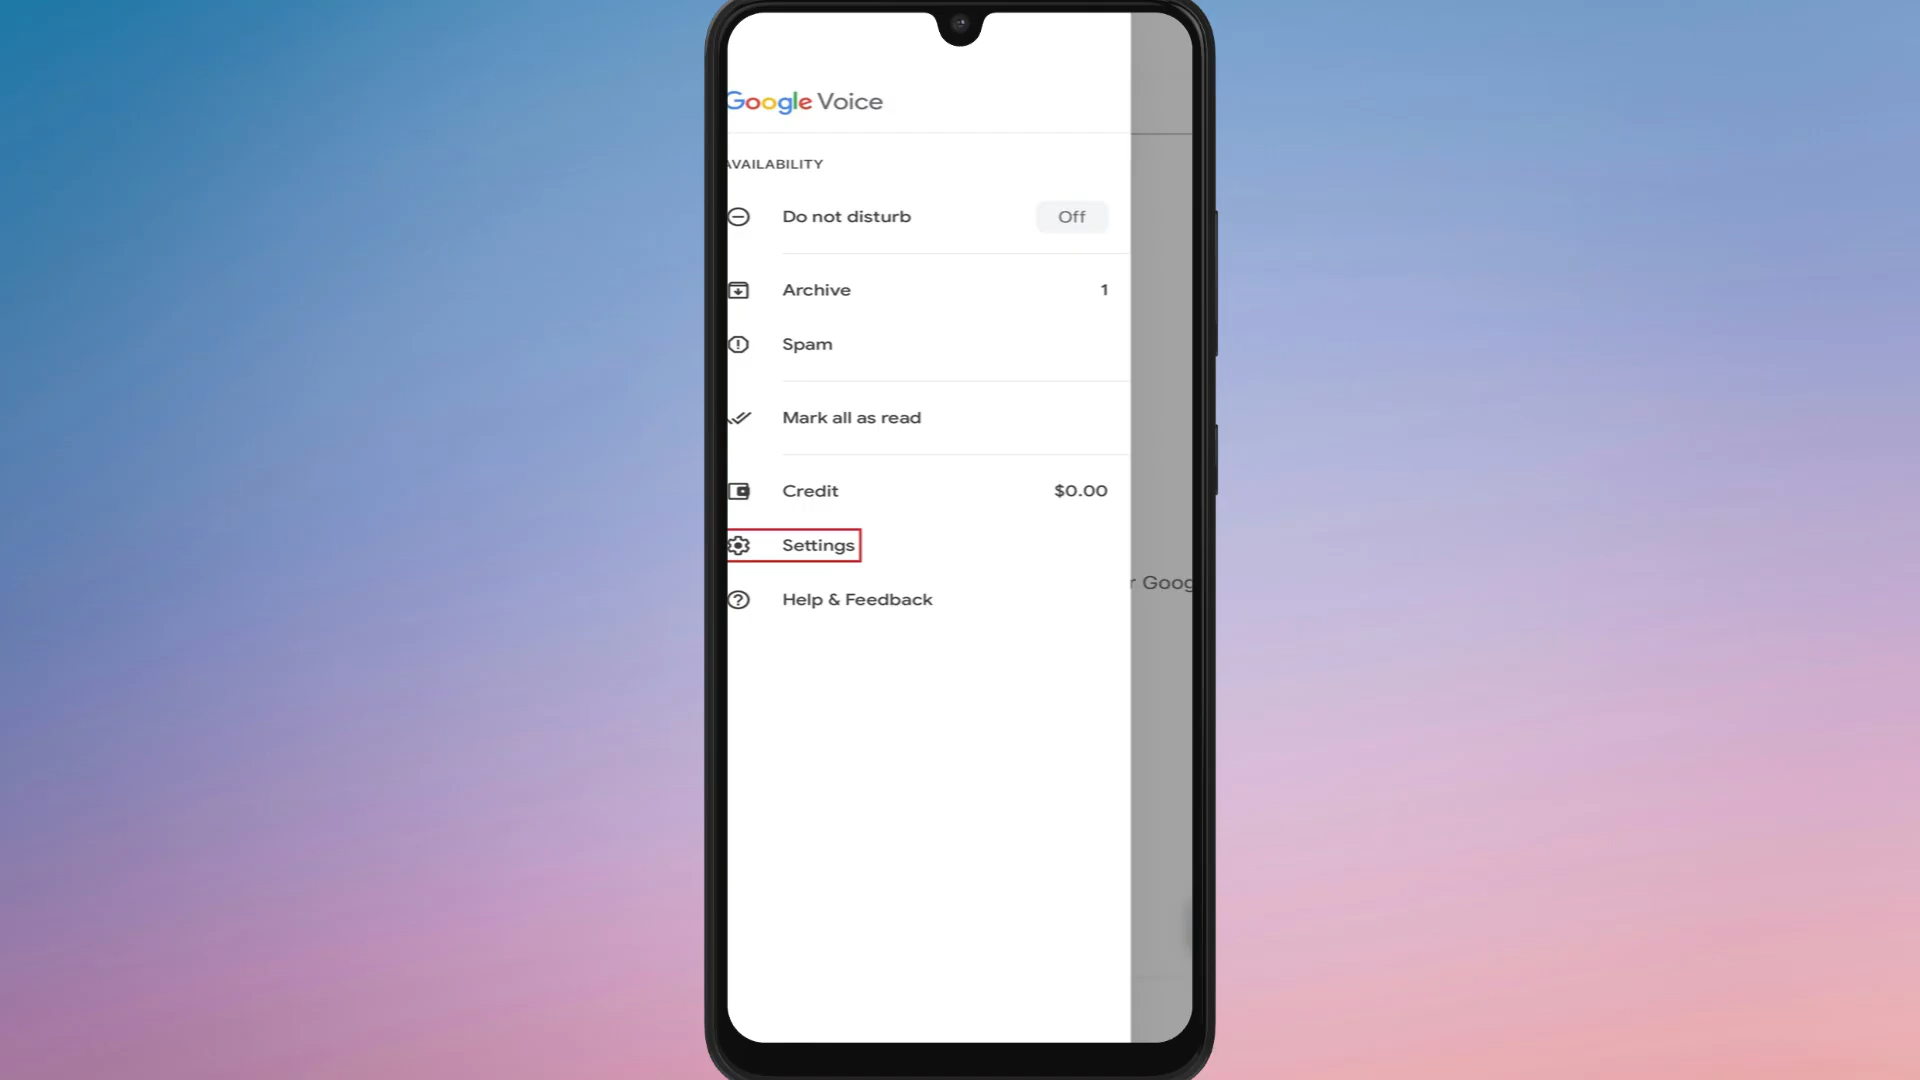 Google Voice
AVAILABILITY
Do not disturb Off
Archive 1
Spam
Mark all as read
Credit $0.00
Settings
r Goog
Help & Feedback